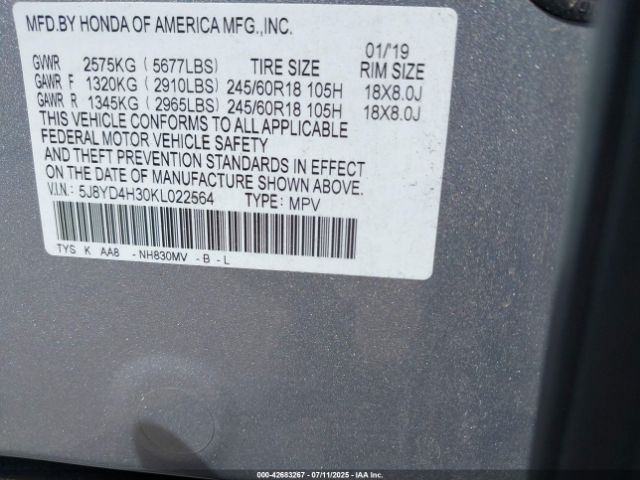 MFD.BY HONDA OF AMERICA MFG.,INC.
01/'19
GVWR 2575KG (5677LBS) TIRE SIZE RIM SIZE
GAWR F 1320KG (2910LBS) 245/60R18 105H 18X8.0J
GAWR R 1345KG (2965LBS) 245/60R18 105H 18X8.0J
THIS VEHICLE CONFORMS TO ALL APPLICABLE
FEDERAL MOTOR VEHICLE SAFETY
AND THEFT PREVENTION STANDARDS IN EFFECT
ON THE DATE OF MANUFACTURE SHOWN ABOVE.
V.I.N.: 5J8YD4H30KL022564 TYPE: MPV
TYS K AA8 -NH830MV -B -L
000-42683267 - 07/11/2025 - IAAI.com